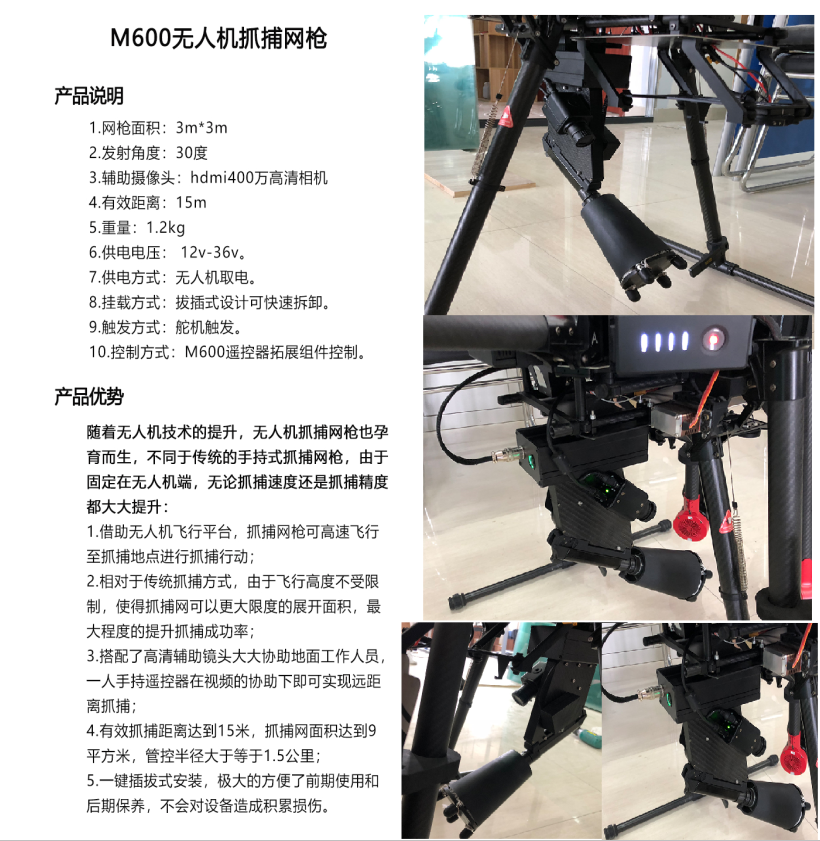 M600无人机抓捕网枪
产品说明
1.网枪面积：3m*3m
2.发射角度：30度
3.辅助摄像头：hdmi400万高清相机
4.有效距离：15m
5.重量：1.2kg
6.供电电压： 12v-36v。
7.供电方式：无人机取电。
8.挂载方式：拔插式设计可快速拆卸。
9.触发方式：舵机触发。
10.控制方式：M600遥控器拓展组件控制。
产品优势
随着无人机技术的提升，无人机抓捕网枪也孕
育而生，不同于传统的手持式抓捕网枪，由于
固定在无人机端，无论抓捕速度还是抓捕精度
都大大提升：
1.借助无人机飞行平台，抓捕网枪可高速飞行
至抓捕地点进行抓捕行动；
2.相对于传统抓捕方式，由于飞行高度不受限
制，使得抓捕网可以更大限度的展开面积，最
大程度的提升抓捕成功率；
3.搭配了高清辅助镜头大大协助地面工作人员，
一人手持遥控器在视频的协助下即可实现远距
离抓捕；
4.有效抓捕距离达到15米，抓捕网面积达到9
平方米，管控半径大于等于1.5公里；
5.一键插拔式安装，极大的方便了前期使用和
后期保养，不会对设备造成积累损伤。
A